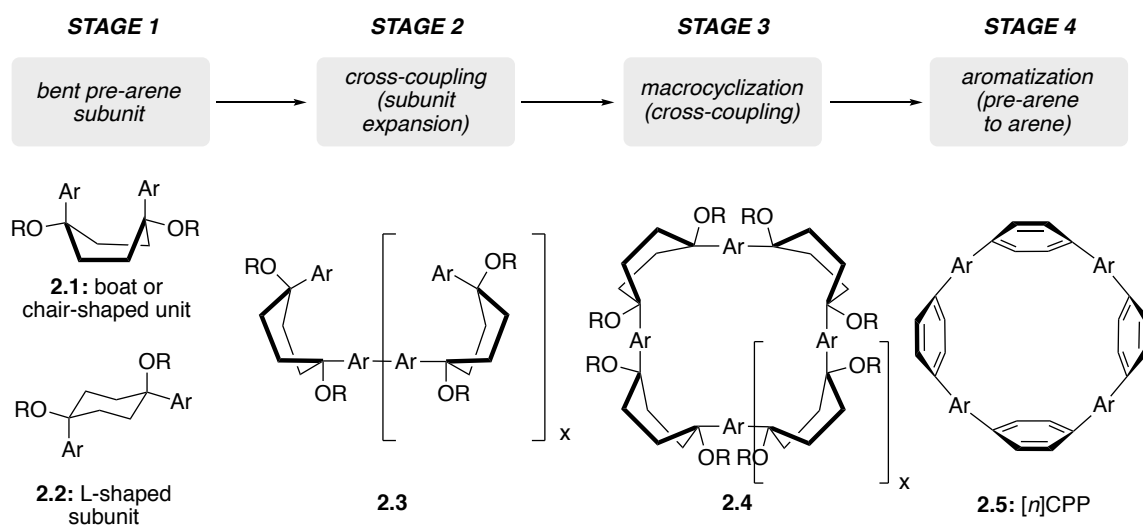 STAGE 1
STAGE 2
STAGE 3
STAGE 4
bent pre-arene
subunit
cross-coupling
(subunit
expansion)
macrocyclization
(cross-coupling)
aromatization
(pre-arene
to arene)
Ar
Ar
RO
OR
2.1: boat or
chair-shaped unit
OR
RO
Ar
Ar
2.2: L-shaped
subunit
RO
Ar
Ar
OR
Ar
Ar
OR
OR
x
2.3
OR
RO
Ar
RO
OR
Ar
Ar
RO
OR
Ar
OR
RO
x
2.4
Ar
Ar
Ar
Ar
2.5: [n]CPP